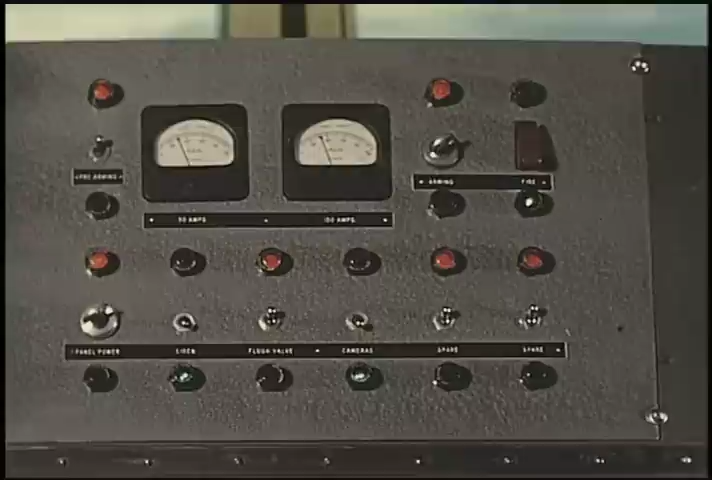 PRE ARMING
ARMING FIRE
50 AMPS 100 AMPS
PANEL POWER SIREN FLUSH VALVE CAMERAS SPARE SPARE